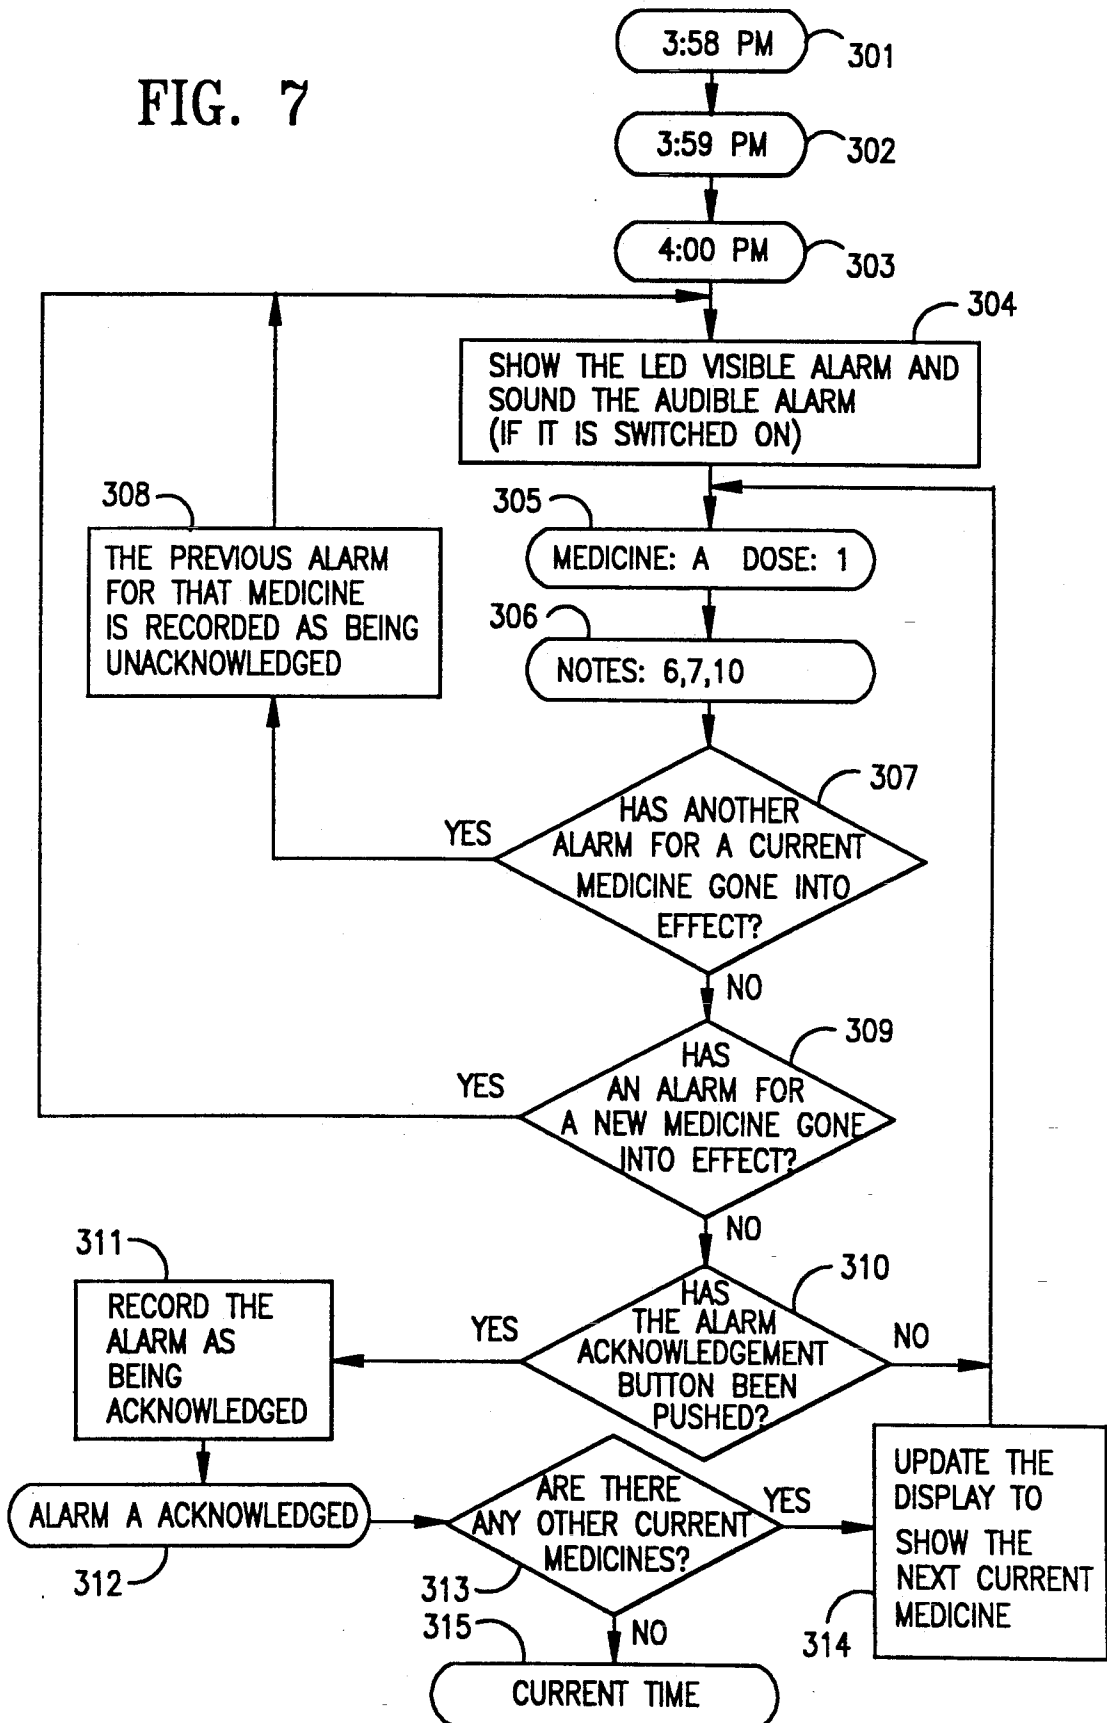 FIG. 7
3:58 PM
301
3:59 PM
302
4:00 PM
303
304
SHOW THE LED VISIBLE ALARM AND
SOUND THE AUDIBLE ALARM
(IF IT IS SWITCHED ON)
308
THE PREVIOUS ALARM
FOR THAT MEDICINE
IS RECORDED AS BEING
UNACKNOWLEDGED
305
MEDICINE: A DOSE: 1
306
NOTES: 6,7,10
307
HAS ANOTHER
ALARM FOR A CURRENT
MEDICINE GONE INTO
EFFECT?
YES
NO
309
HAS
AN ALARM FOR
A NEW MEDICINE GONE
INTO EFFECT?
YES
NO
310
HAS
THE ALARM
ACKNOWLEDGEMENT
BUTTON BEEN
PUSHED?
YES
NO
311
RECORD THE
ALARM AS
BEING
ACKNOWLEDGED
ALARM A ACKNOWLEDGED
312
ARE THERE
ANY OTHER CURRENT
MEDICINES?
313
YES
NO
UPDATE THE
DISPLAY TO
SHOW THE
NEXT CURRENT
MEDICINE
314
315
CURRENT TIME